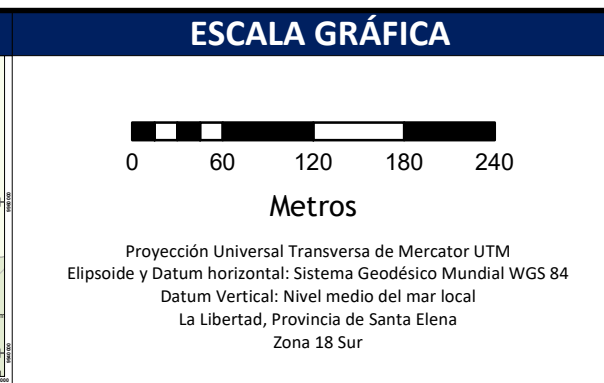 ESCALA GRÁFICA
0 60 120 180 240
Metros
Proyección Universal Transversa de Mercator UTM
Elipsoide y Datum horizontal: Sistema Geodésico Mundial WGS 84
Datum Vertical: Nivel medio del mar local
La Libertad, Provincia de Santa Elena
Zona 18 Sur